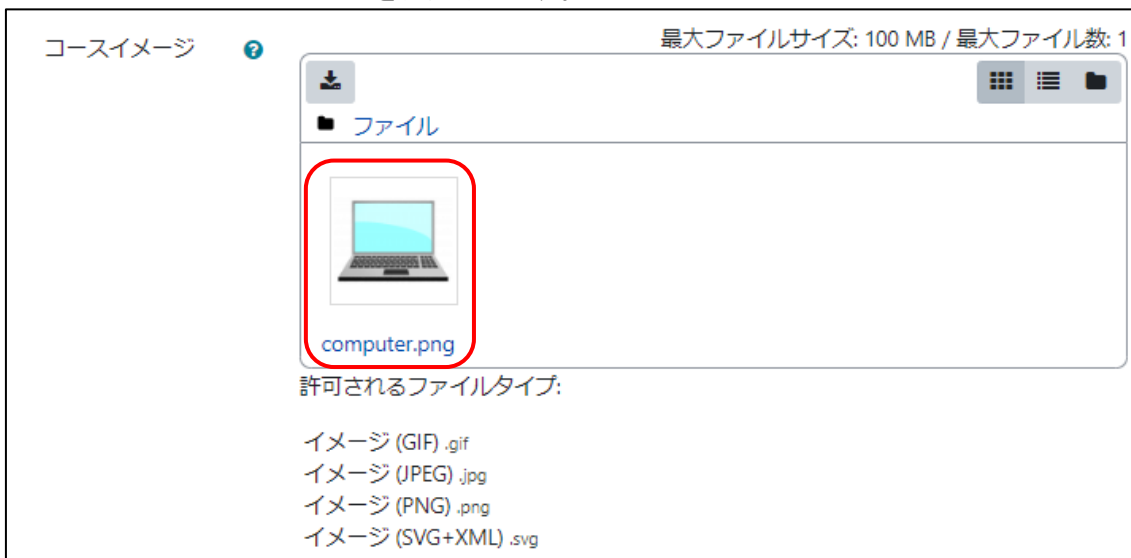 コースイメージ
最大ファイルサイズ: 100 MB / 最大ファイル数: 1
ファイル
computer.png
許可されるファイルタイプ:
イメージ (GIF) .gif
イメージ (JPEG) .jpg
イメージ (PNG) .png
イメージ (SVG+XML) .svg